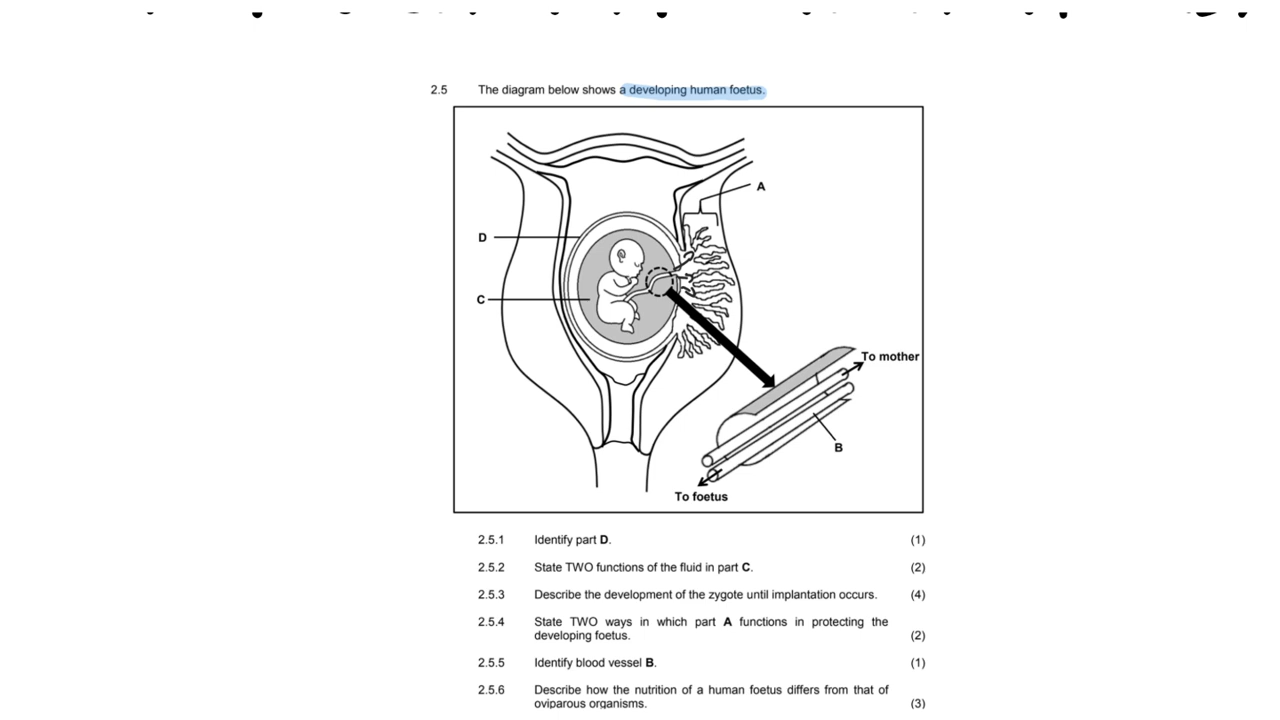 2.5 The diagram below shows a developing human foetus.
A
D
C
To mother
B
To foetus
2.5.1 Identify part D. (1)
2.5.2 State TWO functions of the fluid in part C. (2)
2.5.3 Describe the development of the zygote until implantation occurs. (4)
2.5.4 State TWO ways in which part A functions in protecting the
developing foetus. (2)
2.5.5 Identify blood vessel B. (1)
2.5.6 Describe how the nutrition of a human foetus differs from that of
oviparous organisms. (3)